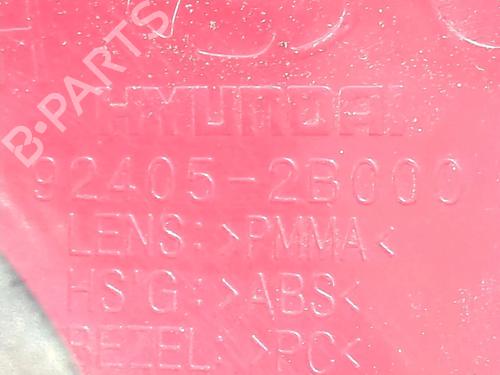 B-PARTS
HYUNDAI
92405-2B000
LENS:>PMMA<
HS'G:>ABS<
BEZEL:>PC<